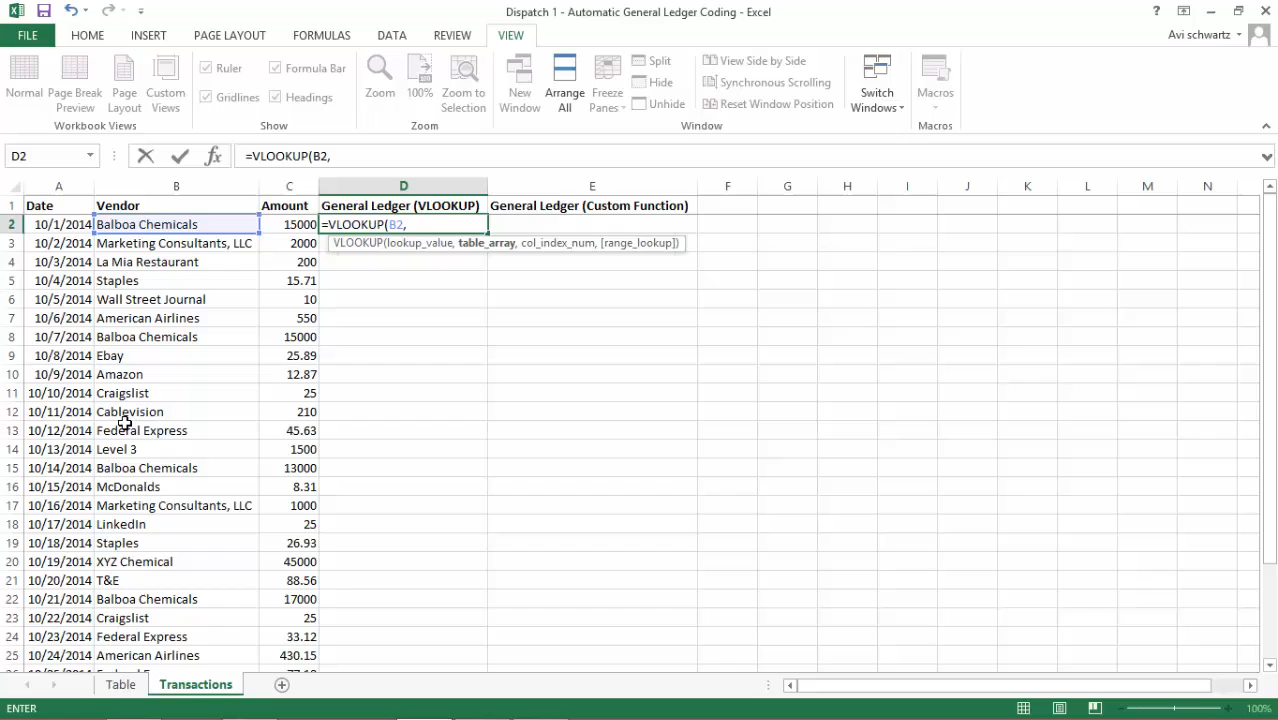 Dispatch 1 - Automatic General Ledger Coding - Excel
FILE HOME INSERT PAGE LAYOUT FORMULAS DATA REVIEW VIEW Avi schwartz
Normal Page Break Preview Page Layout Custom Views
Workbook Views
Ruler Formula Bar
Gridlines Headings
Show
Zoom 100% Zoom to Selection
Zoom
New Window Arrange All Freeze Panes
Split
Hide
Unhide
View Side by Side
Synchronous Scrolling
Reset Window Position
Switch Windows
Window
Macros
Macros
D2 fx =VLOOKUP(B2,
A B C D E F G H I J K L M N
1 Date Vendor Amount General Ledger (VLOOKUP) General Ledger (Custom Function)
2 10/1/2014 Balboa Chemicals 15000 =VLOOKUP(B2,
VLOOKUP(lookup_value, table_array, col_index_num, [range_lookup])
3 10/2/2014 Marketing Consultants, LLC 2000
4 10/3/2014 La Mia Restaurant 200
5 10/4/2014 Staples 15.71
6 10/5/2014 Wall Street Journal 10
7 10/6/2014 American Airlines 550
8 10/7/2014 Balboa Chemicals 15000
9 10/8/2014 Ebay 25.89
10 10/9/2014 Amazon 12.87
11 10/10/2014 Craigslist 25
12 10/11/2014 Cablevision 210
13 10/12/2014 Federal Express 45.63
14 10/13/2014 Level 3 1500
15 10/14/2014 Balboa Chemicals 13000
16 10/15/2014 McDonalds 8.31
17 10/16/2014 Marketing Consultants, LLC 1000
18 10/17/2014 LinkedIn 25
19 10/18/2014 Staples 26.93
20 10/19/2014 XYZ Chemical 45000
21 10/20/2014 T&E 88.56
22 10/21/2014 Balboa Chemicals 17000
23 10/22/2014 Craigslist 25
24 10/23/2014 Federal Express 33.12
25 10/24/2014 American Airlines 430.15
Table Transactions
ENTER 100%